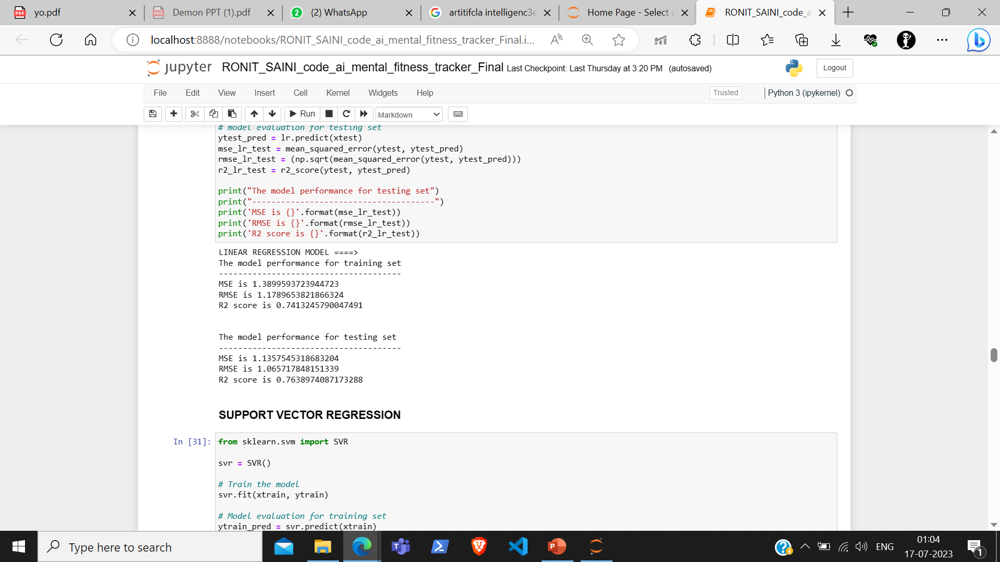 yo.pdf
Demon PPT (1).pdf
(2) WhatsApp
artitifcla intelligenc3e
Home Page - Select
RONIT_SAINI_code_a
localhost:8888/notebooks/RONIT_SAINI_code_ai_mental_fitness_tracker_Final.i...
jupyter RONIT_SAINI_code_ai_mental_fitness_tracker_Final Last Checkpoint: Last Thursday at 3:20 PM (autosaved)
Logout
File Edit View Insert Cell Kernel Widgets Help
Trusted
Python 3 (ipykernel)
Run
Markdown
# model evaluation for testing set
ytest_pred = lr.predict(xtest)
mse_lr_test = mean_squared_error(ytest, ytest_pred)
rmse_lr_test = (np.sqrt(mean_squared_error(ytest, ytest_pred)))
r2_lr_test = r2_score(ytest, ytest_pred)
print("The model performance for testing set")
print("--------------------------------------")
print('MSE is {}'.format(mse_lr_test))
print('RMSE is {}'.format(rmse_lr_test))
print('R2 score is {}'.format(r2_lr_test))
LINEAR REGRESSION MODEL ====>
The model performance for training set
--------------------------------------
MSE is 1.3899593723944723
RMSE is 1.1789653821866324
R2 score is 0.7413245790047491
The model performance for testing set
--------------------------------------
MSE is 1.1357545318683204
RMSE is 1.065717848151339
R2 score is 0.7638974087173288
SUPPORT VECTOR REGRESSION
In [31]:
from sklearn.svm import SVR
svr = SVR()
# Train the model
svr.fit(xtrain, ytrain)
# Model evaluation for training set
ytrain_pred = svr.predict(xtrain)
Type here to search
ENG
01:04
17-07-2023
1